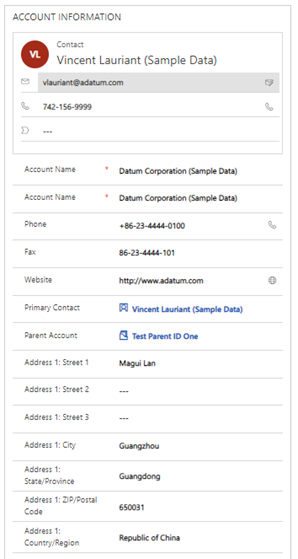 ACCOUNT INFORMATION
VL
Contact
Vincent Lauriant (Sample Data)
vlauriant@adatum.com
742-156-9999
---
Account Name * Datum Corporation (Sample Data)
Account Name * Datum Corporation (Sample Data)
Phone +86-23-4444-0100
Fax 86-23-4444-101
Website http://www.adatum.com
Primary Contact Vincent Lauriant (Sample Data)
Parent Account Test Parent ID One
Address 1: Street 1 Magui Lan
Address 1: Street 2 ---
Address 1: Street 3 ---
Address 1: City Guangzhou
Address 1:
State/Province Guangdong
Address 1: ZIP/Postal
Code 650031
Address 1:
Country/Region Republic of China